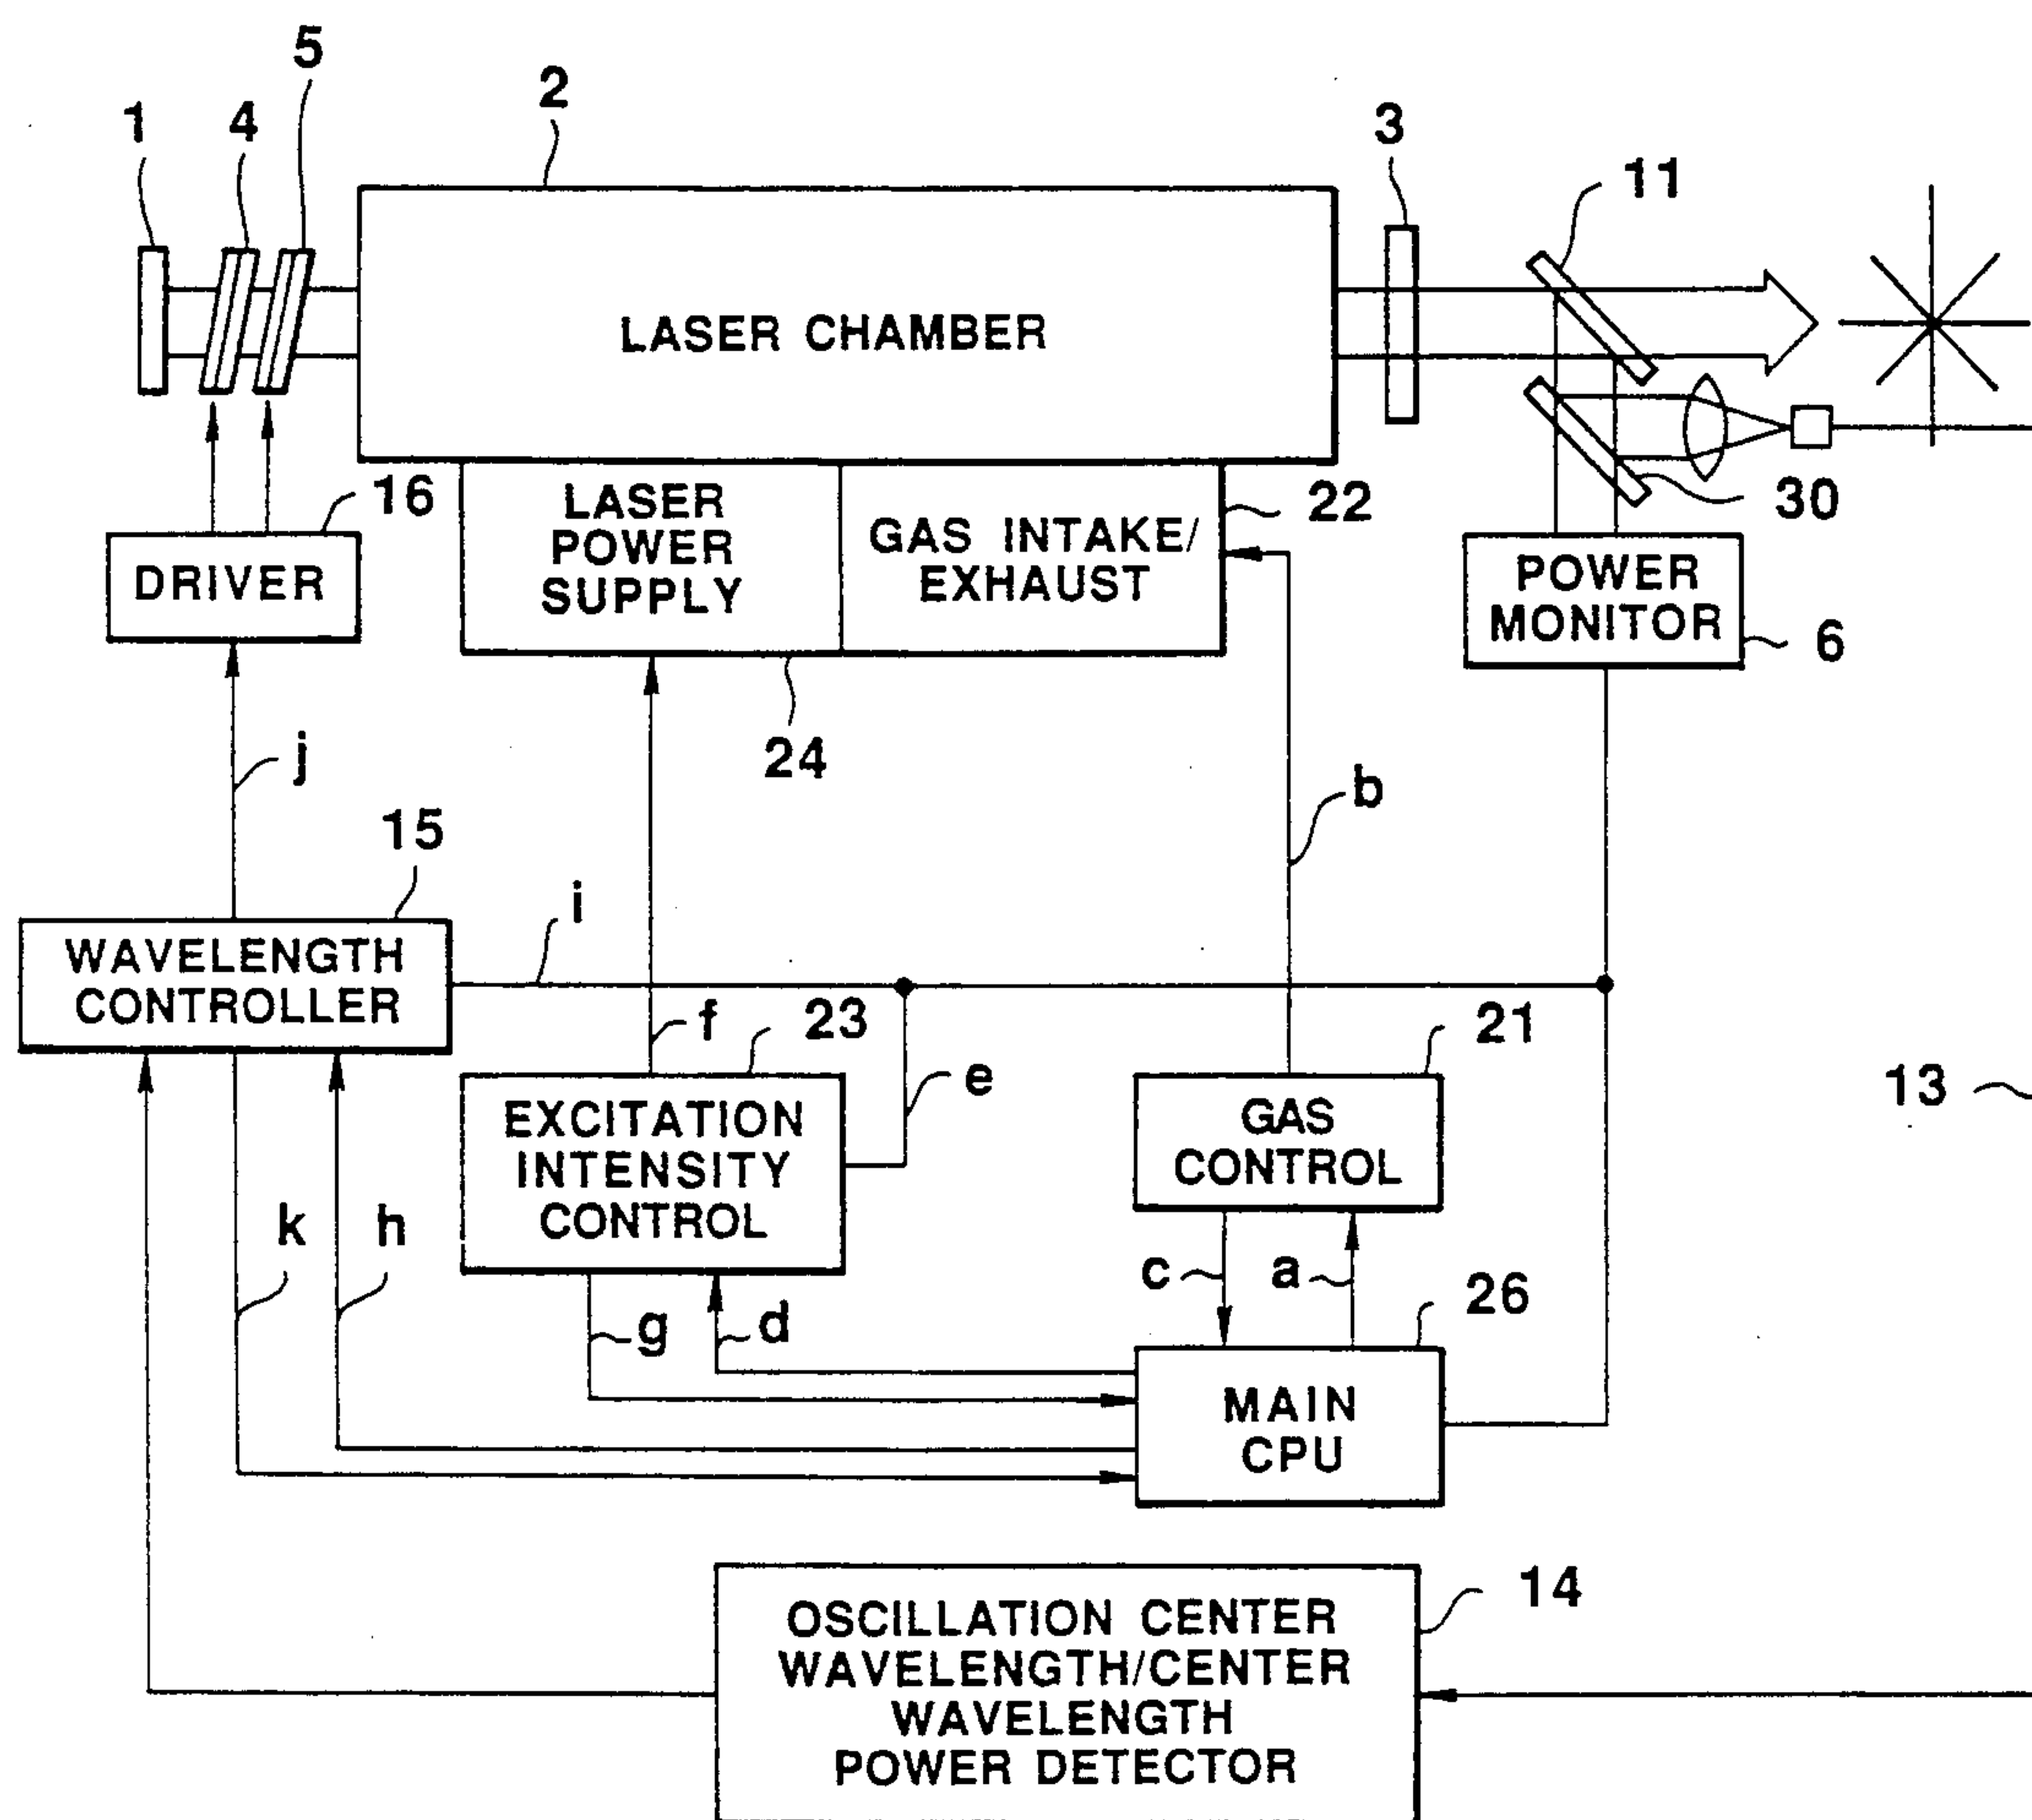 5
2
1
4
3
11
LASER CHAMBER
16
22
30
LASER
POWER
SUPPLY
GAS INTAKE/
EXHAUST
DRIVER
POWER
MONITOR
6
24
j
b
15
i
WAVELENGTH
CONTROLLER
f
23
21
e
13
EXCITATION
INTENSITY
CONTROL
GAS
CONTROL
k
h
c
a
26
g
d
MAIN
CPU
14
OSCILLATION CENTER
WAVELENGTH/CENTER
WAVELENGTH
POWER DETECTOR